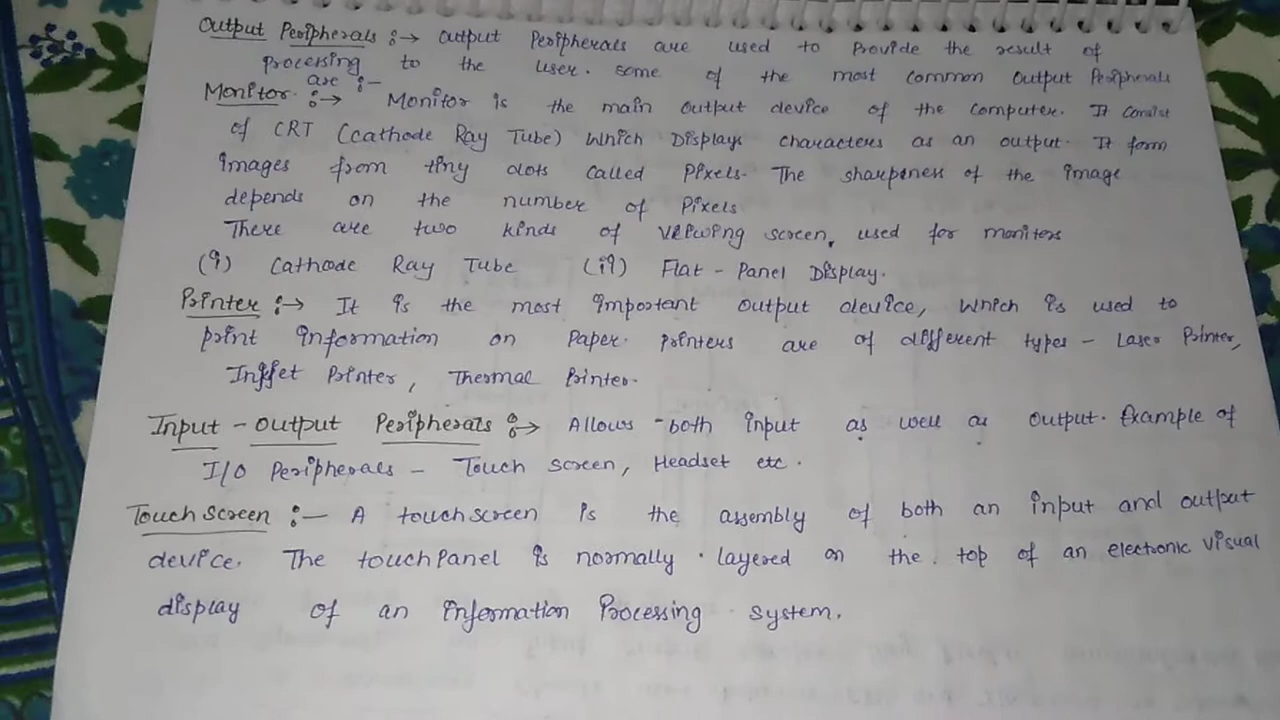 Output Peripherals :→ Output Peripherals are used to Provide the result of
processing to the user. some of the most common Output Peripherals
are :-
Monitor :→ Monitor is the main output device of the computer. It consist
of CRT (Cathode Ray Tube) which Displays characters as an output. It form
images from tiny dots called Pixels. The sharpness of the image
depends on the number of Pixels
There are two kinds of viewing screen, used for monitors
(i) Cathode Ray Tube (ii) Flat - Panel Display.
Printer :→ It is the most important output device, which is used to
print information on Paper. printers are of different types - Laser Printer,
Inkjet Printer, Thermal Printer.
Input - Output Peripherals :→ Allows both input as well as output. Example of
I/O Peripherals - Touch Screen, Headset etc.
Touch Screen :- A touchscreen is the assembly of both an input and output
device. The touchPanel is normally layered on the top of an electronic visual
display of an information Processing system.